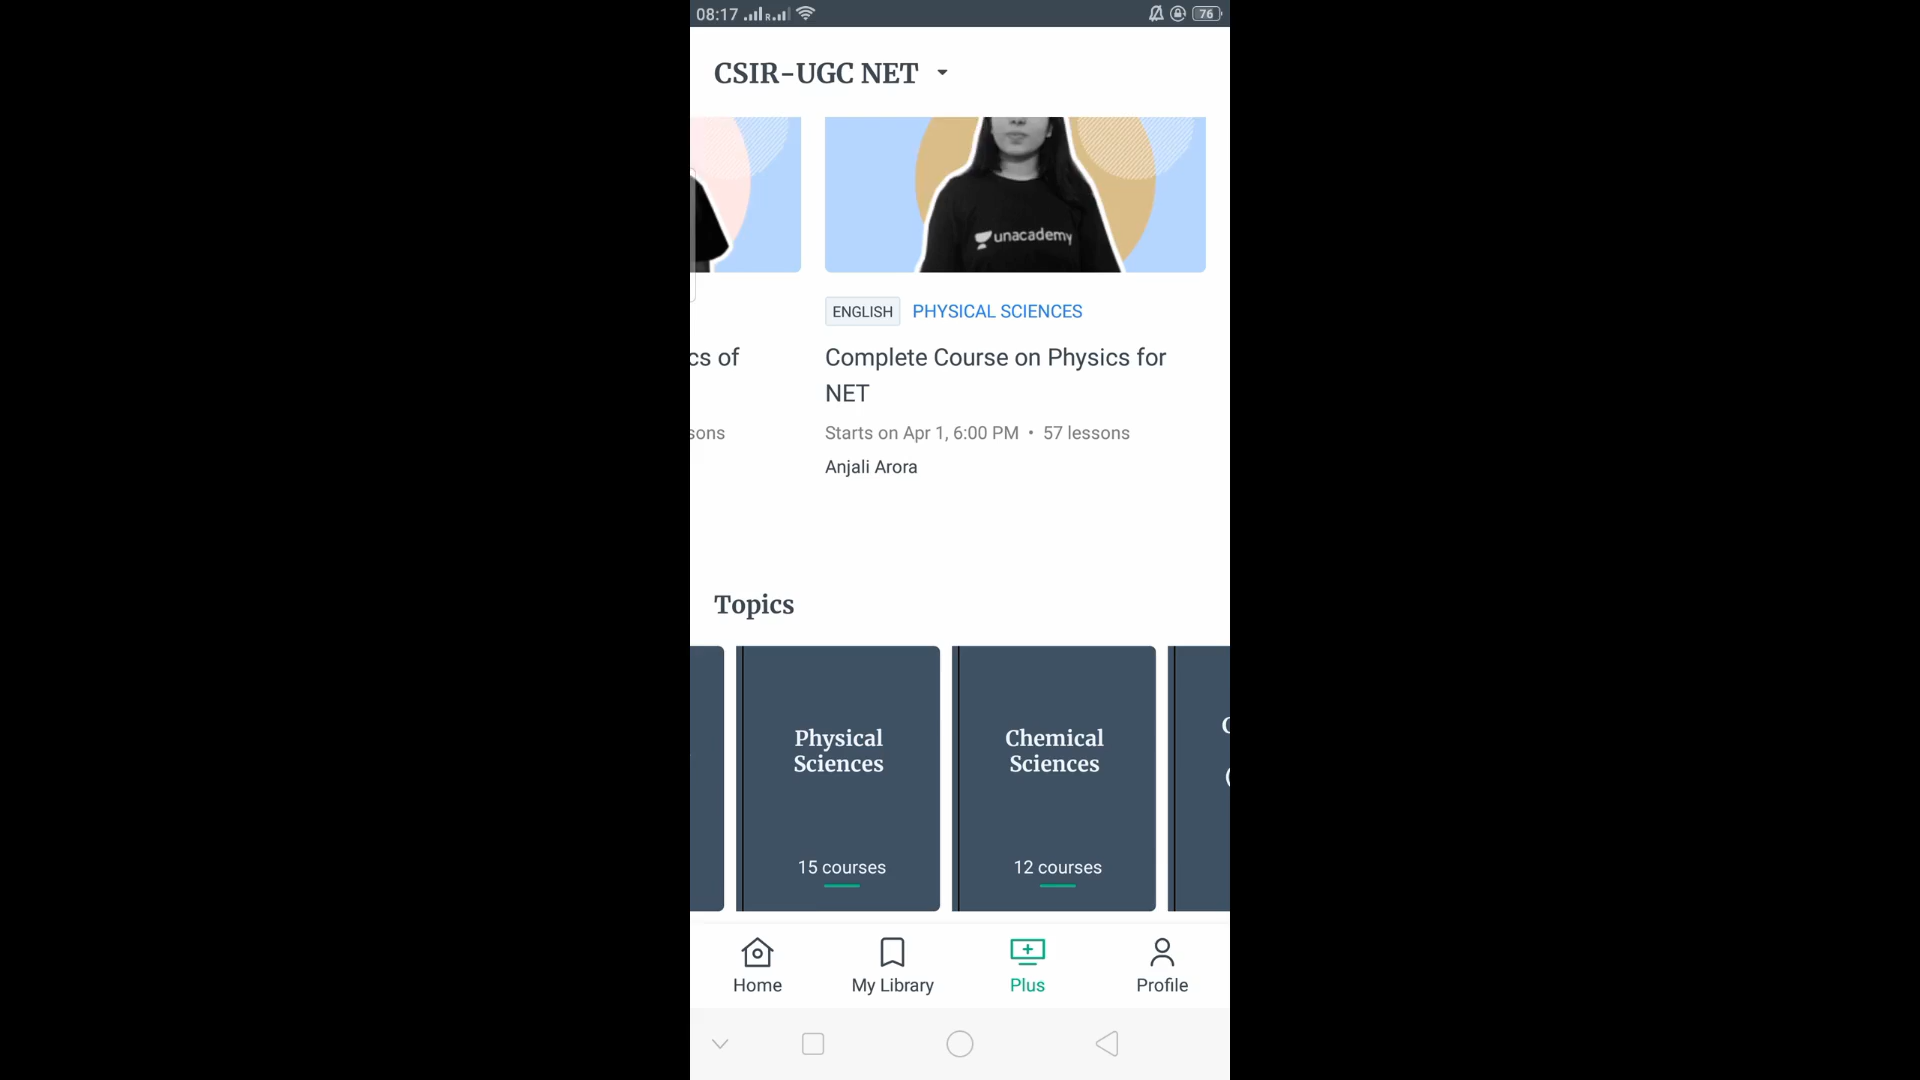 08:17
R
76
CSIR-UGC NET
unacademy
ENGLISH PHYSICAL SCIENCES
cs of
Complete Course on Physics for
NET
sons
Starts on Apr 1, 6:00 PM • 57 lessons
Anjali Arora
Topics
Physical
Sciences
15 courses
Chemical
Sciences
12 courses
Home
My Library
Plus
Profile